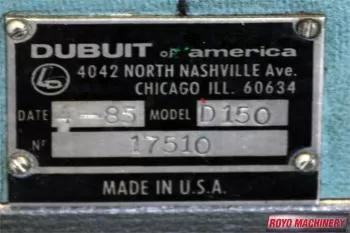 DUBUIT of america
4042 NORTH NASHVILLE Ave.
CHICAGO ILL. 60634
DATE 85 MODEL D150
Nº 17510
MADE IN U.S.A.
ROYO MACHINERY